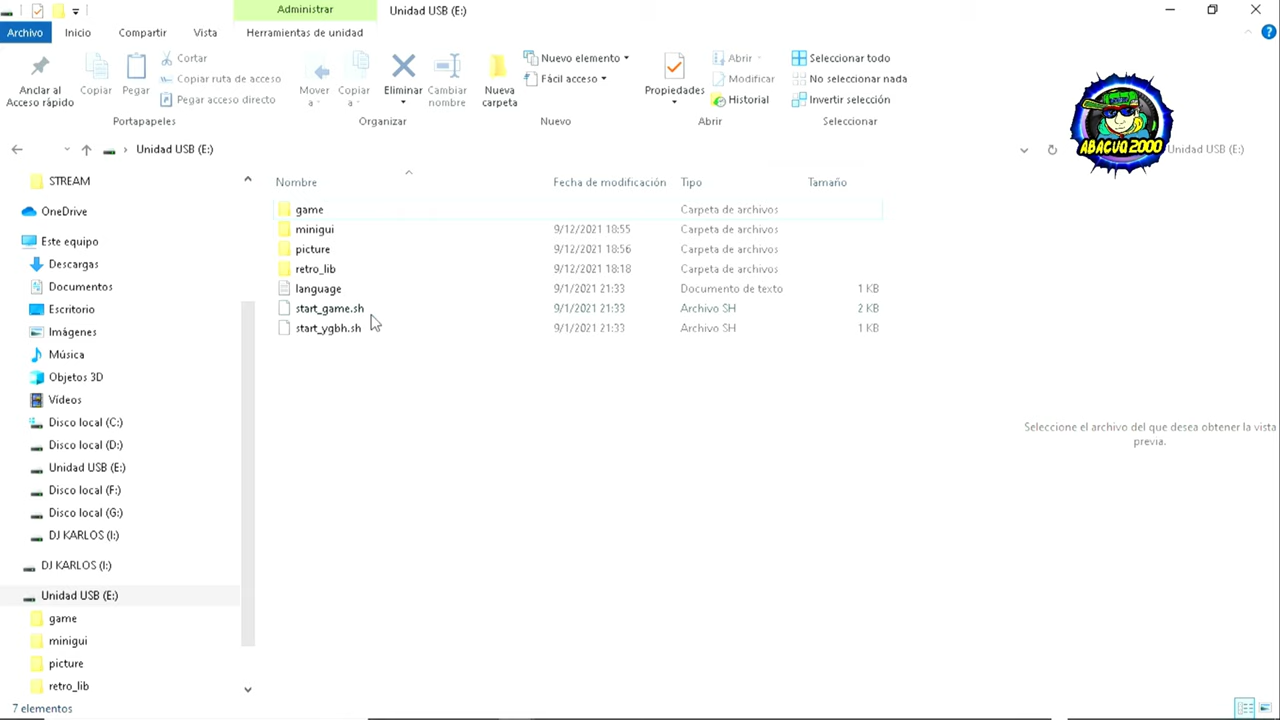 Administrar
Unidad USB (E:)
Archivo
Inicio
Compartir
Vista
Herramientas de unidad
Anclar al Acceso rápido
Copiar
Pegar
Cortar
Copiar ruta de acceso
Pegar acceso directo
Portapapeles
Mover a
Copiar a
Eliminar
Cambiar nombre
Organizar
Nueva carpeta
Nuevo elemento
Fácil acceso
Nuevo
Propiedades
Abrir
Modificar
Historial
Abrir
Seleccionar todo
No seleccionar nada
Invertir selección
Seleccionar
ABACUQ 2000
Unidad USB (E:)
Unidad USB (E:)
Nombre Fecha de modificación Tipo Tamaño
game Carpeta de archivos
minigui 9/12/2021 18:55 Carpeta de archivos
picture 9/12/2021 18:56 Carpeta de archivos
retro_lib 9/12/2021 18:18 Carpeta de archivos
language 9/1/2021 21:33 Documento de texto 1 KB
start_game.sh 9/1/2021 21:33 Archivo SH 2 KB
start_ygbh.sh 9/1/2021 21:33 Archivo SH 1 KB
STREAM
OneDrive
Este equipo
Descargas
Documentos
Escritorio
Imágenes
Música
Objetos 3D
Vídeos
Disco local (C:)
Disco local (D:)
Unidad USB (E:)
Disco local (F:)
Disco local (G:)
DJ KARLOS (I:)
DJ KARLOS (I:)
Unidad USB (E:)
game
minigui
picture
retro_lib
Seleccione el archivo del que desea obtener la vista
previa.
7 elementos